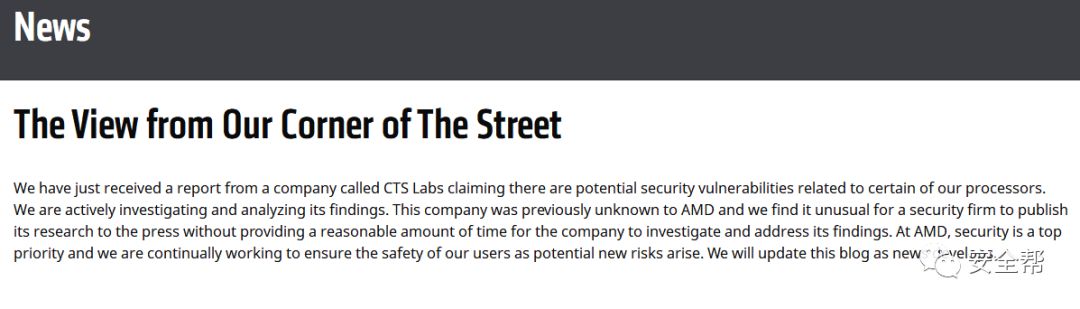 News
The View from Our Corner of The Street
We have just received a report from a company called CTS Labs claiming there are potential security vulnerabilities related to certain of our processors.
We are actively investigating and analyzing its findings. This company was previously unknown to AMD and we find it unusual for a security firm to publish
its research to the press without providing a reasonable amount of time for the company to investigate and address its findings. At AMD, security is a top
priority and we are continually working to ensure the safety of our users as potential new risks arise. We will update this blog as news
安全帮